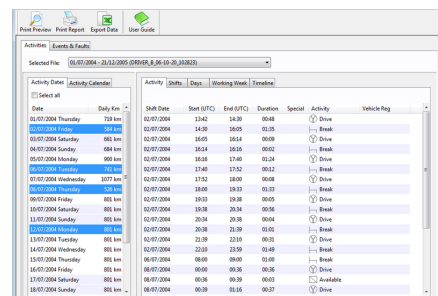 Print Preview Print Report Export Data User Guide
Activities Events & Faults
Selected File: 01/07/2004 - 21/12/2005 (DRIVER_B_06-10-20_102823)
Activity Dates Activity Calendar
Select all
Date Daily Km
01/07/2004 Thursday 719 km
02/07/2004 Friday 584 km
03/07/2004 Saturday 661 km
04/07/2004 Sunday 684 km
05/07/2004 Monday 900 km
06/07/2004 Tuesday 741 km
07/07/2004 Wednesday 1077 km
08/07/2004 Thursday 526 km
09/07/2004 Friday 801 km
10/07/2004 Saturday 801 km
11/07/2004 Sunday 801 km
12/07/2004 Monday 801 km
13/07/2004 Tuesday 801 km
14/07/2004 Wednesday 801 km
15/07/2004 Thursday 801 km
16/07/2004 Friday 801 km
17/07/2004 Saturday 801 km
18/07/2004 Sunday 801 km
Activity Shifts Days Working Week Timeline
Shift Date Start (UTC) End (UTC) Duration Special Activity Vehicle Reg
02/07/2004 13:42 14:30 00:48 Drive
02/07/2004 14:30 16:05 01:35 Break
02/07/2004 16:05 16:14 00:09 Drive
02/07/2004 16:14 16:16 00:02 Break
02/07/2004 16:16 17:40 01:24 Drive
02/07/2004 17:40 17:52 00:12 Break
02/07/2004 17:52 18:00 00:08 Drive
02/07/2004 18:00 19:33 01:33 Break
02/07/2004 19:33 19:38 00:05 Drive
02/07/2004 19:38 20:34 00:56 Break
02/07/2004 20:34 20:38 00:04 Drive
02/07/2004 20:38 21:39 01:01 Break
02/07/2004 21:39 22:10 00:31 Drive
02/07/2004 22:10 23:59 01:49 Break
06/07/2004 08:00 09:00 01:00 Break
08/07/2004 00:00 00:36 00:36 Drive
08/07/2004 00:36 00:39 00:03 Available
08/07/2004 00:39 01:16 00:37 Drive